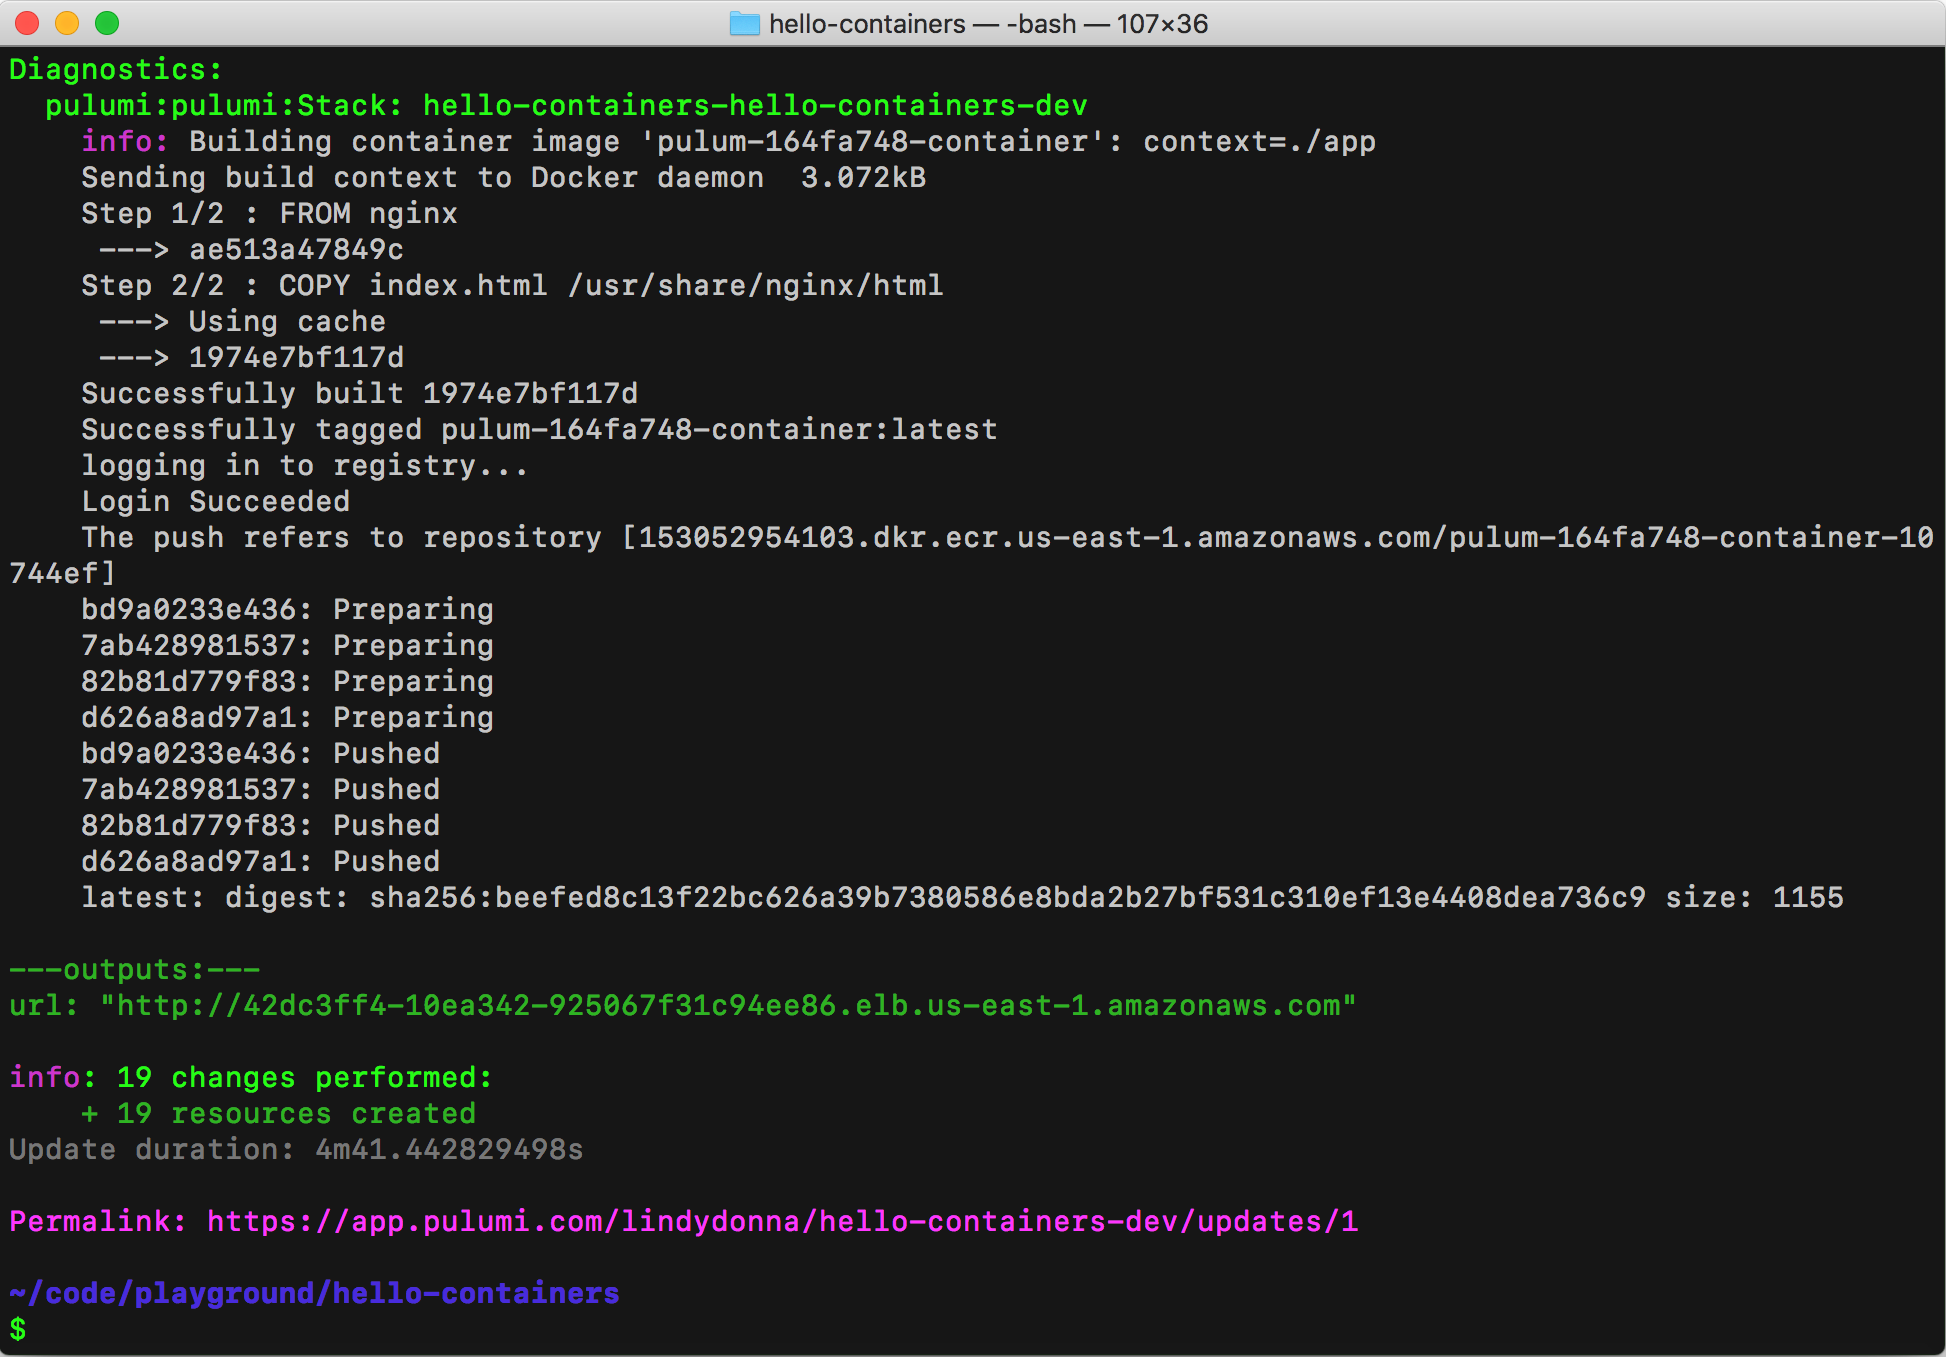 hello-containers — -bash — 107×36
Diagnostics:
  pulumi:pulumi:Stack: hello-containers-hello-containers-dev
    info: Building container image 'pulum-164fa748-container': context=./app
    Sending build context to Docker daemon  3.072kB
    Step 1/2 : FROM nginx
     ---> ae513a47849c
    Step 2/2 : COPY index.html /usr/share/nginx/html
     ---> Using cache
     ---> 1974e7bf117d
    Successfully built 1974e7bf117d
    Successfully tagged pulum-164fa748-container:latest
    logging in to registry...
    Login Succeeded
    The push refers to repository [153052954103.dkr.ecr.us-east-1.amazonaws.com/pulum-164fa748-container-10
744ef]
    bd9a0233e436: Preparing
    7ab428981537: Preparing
    82b81d779f83: Preparing
    d626a8ad97a1: Preparing
    bd9a0233e436: Pushed
    7ab428981537: Pushed
    82b81d779f83: Pushed
    d626a8ad97a1: Pushed
    latest: digest: sha256:beefed8c13f22bc626a39b7380586e8bda2b27bf531c310ef13e4408dea736c9 size: 1155

---outputs:---
url: "http://42dc3ff4-10ea342-925067f31c94ee86.elb.us-east-1.amazonaws.com"

info: 19 changes performed:
    + 19 resources created
Update duration: 4m41.442829498s

Permalink: https://app.pulumi.com/lindydonna/hello-containers-dev/updates/1

~/code/playground/hello-containers
$